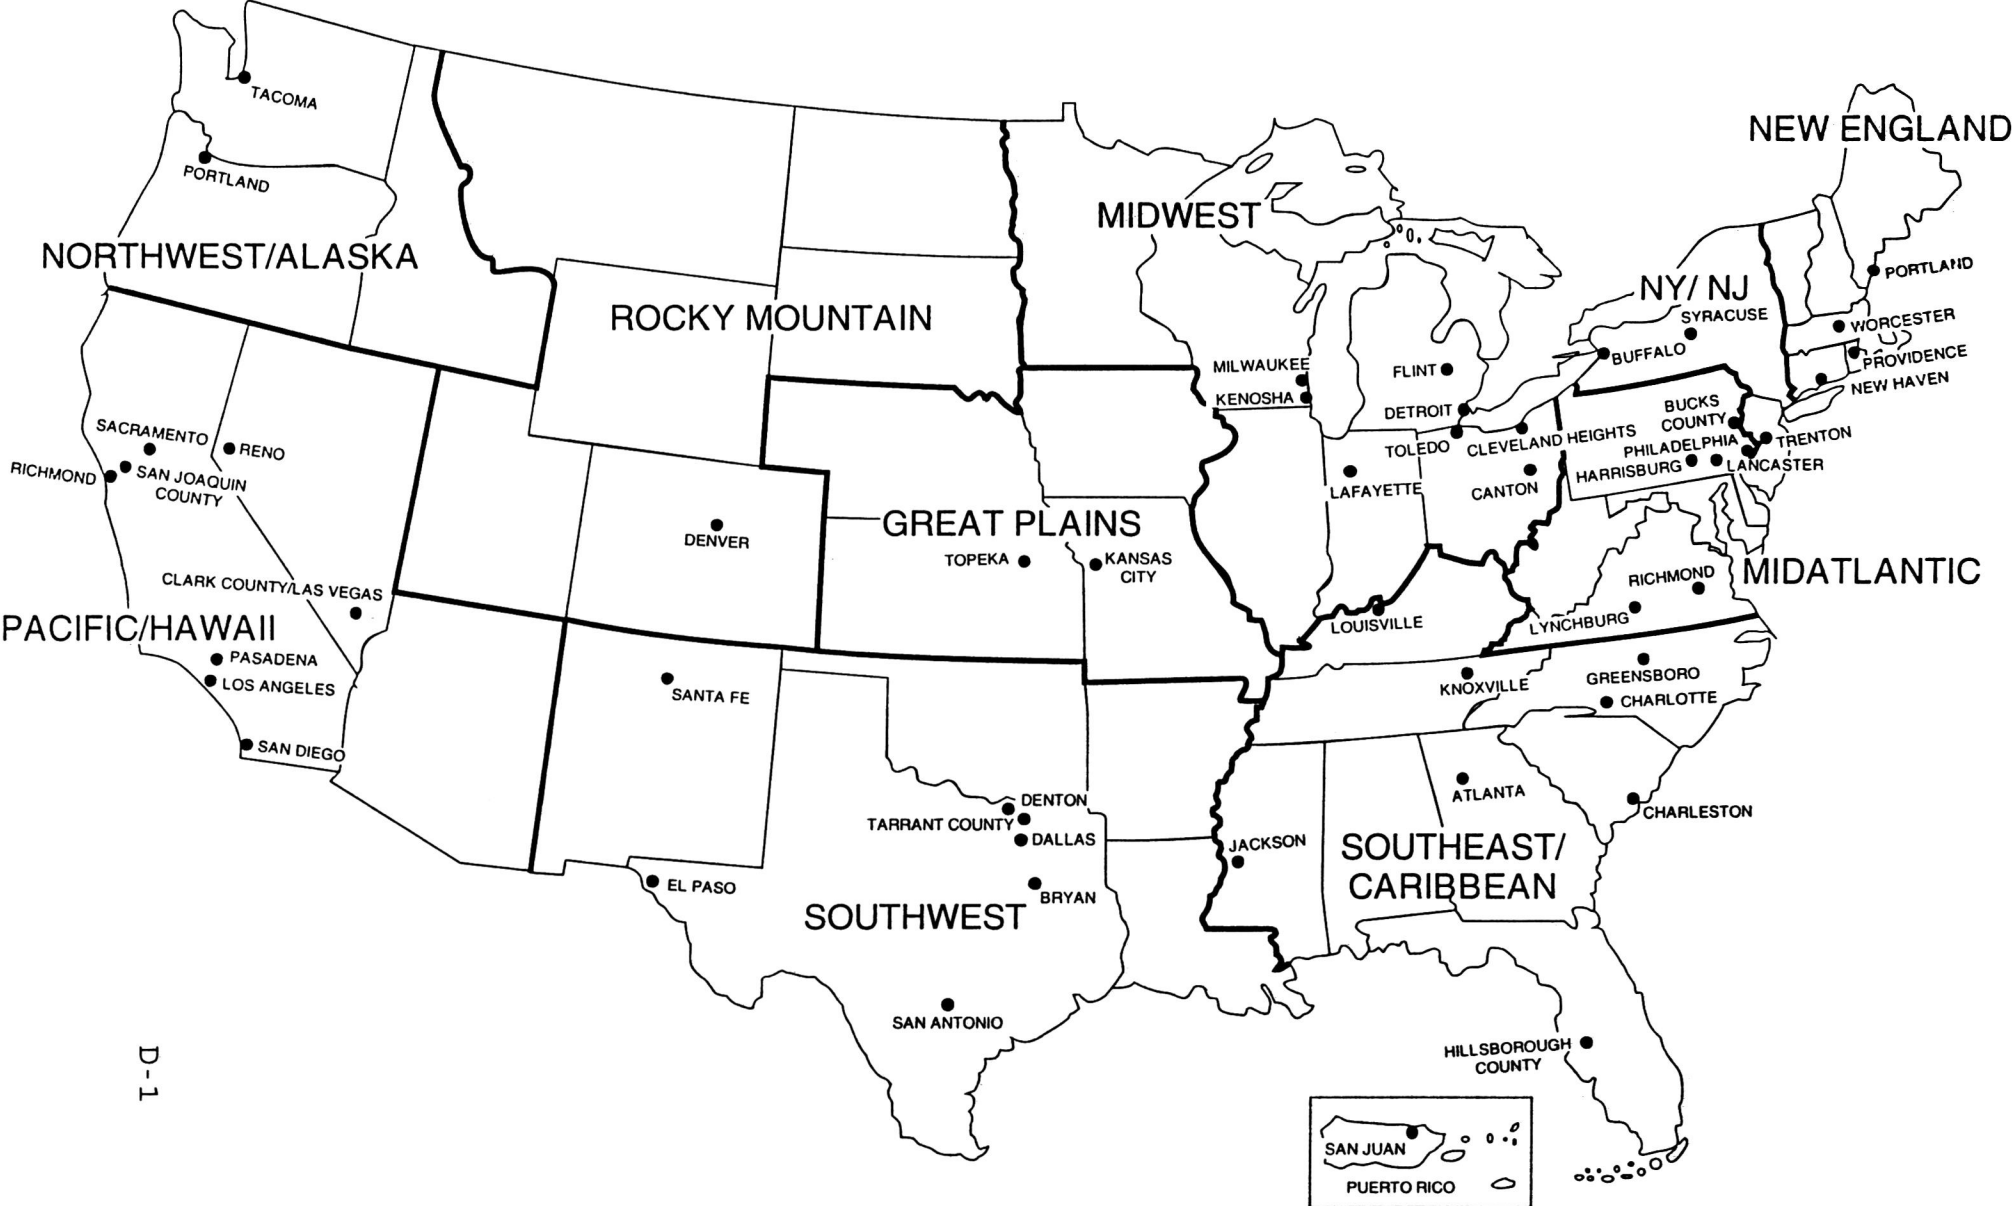 TACOMA
PORTLAND
NORTHWEST/ALASKA
ROCKY MOUNTAIN
MIDWEST
NEW ENGLAND
PORTLAND
NY/ NJ
SYRACUSE
BUFFALO
WORCESTER
PROVIDENCE
NEW HAVEN
MILWAUKEE
KENOSHA
FLINT
DETROIT
TOLEDO
CLEVELAND HEIGHTS
BUCKS
COUNTY
PHILADELPHIA
TRENTON
HARRISBURG
LANCASTER
LAFAYETTE
CANTON
SACRAMENTO
RENO
RICHMOND
SAN JOAQUIN
COUNTY
DENVER
GREAT PLAINS
TOPEKA
KANSAS
CITY
CLARK COUNTY/LAS VEGAS
PACIFIC/HAWAII
PASADENA
LOS ANGELES
SAN DIEGO
RICHMOND
MIDATLANTIC
LYNCHBURG
LOUISVILLE
SANTA FE
KNOXVILLE
GREENSBORO
CHARLOTTE
ATLANTA
CHARLESTON
DENTON
TARRANT COUNTY
DALLAS
JACKSON
SOUTHEAST/
CARIBBEAN
EL PASO
BRYAN
SOUTHWEST
SAN ANTONIO
HILLSBOROUGH
COUNTY
SAN JUAN
PUERTO RICO
D-1